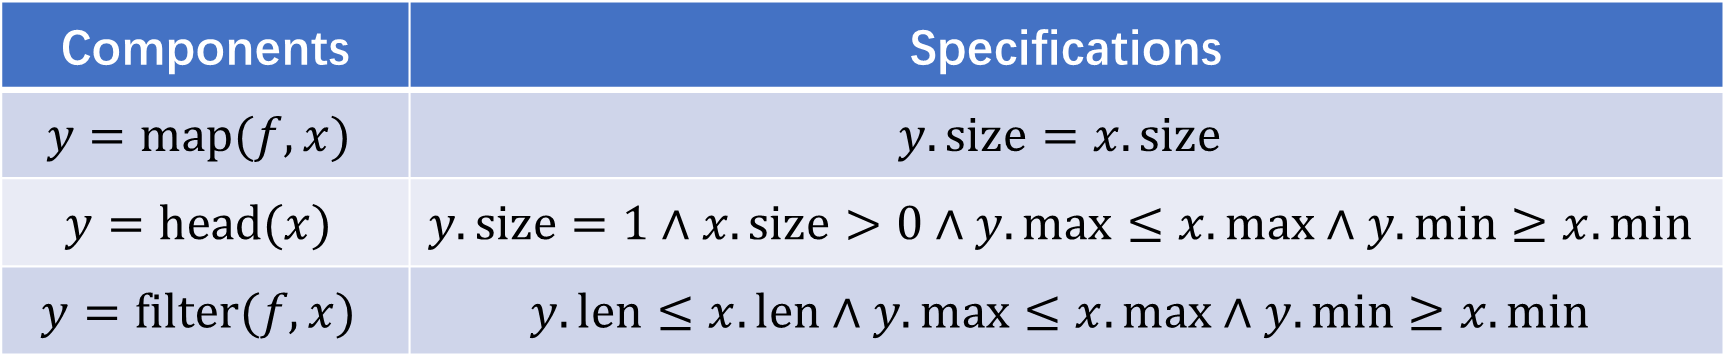 Components Specifications
y = map(f, x) y. size = x. size
y = head(x) y. size = 1 ∧ x. size > 0 ∧ y. max ≤ x. max ∧ y. min ≥ x. min
y = filter(f, x) y. len ≤ x. len ∧ y. max ≤ x. max ∧ y. min ≥ x. min